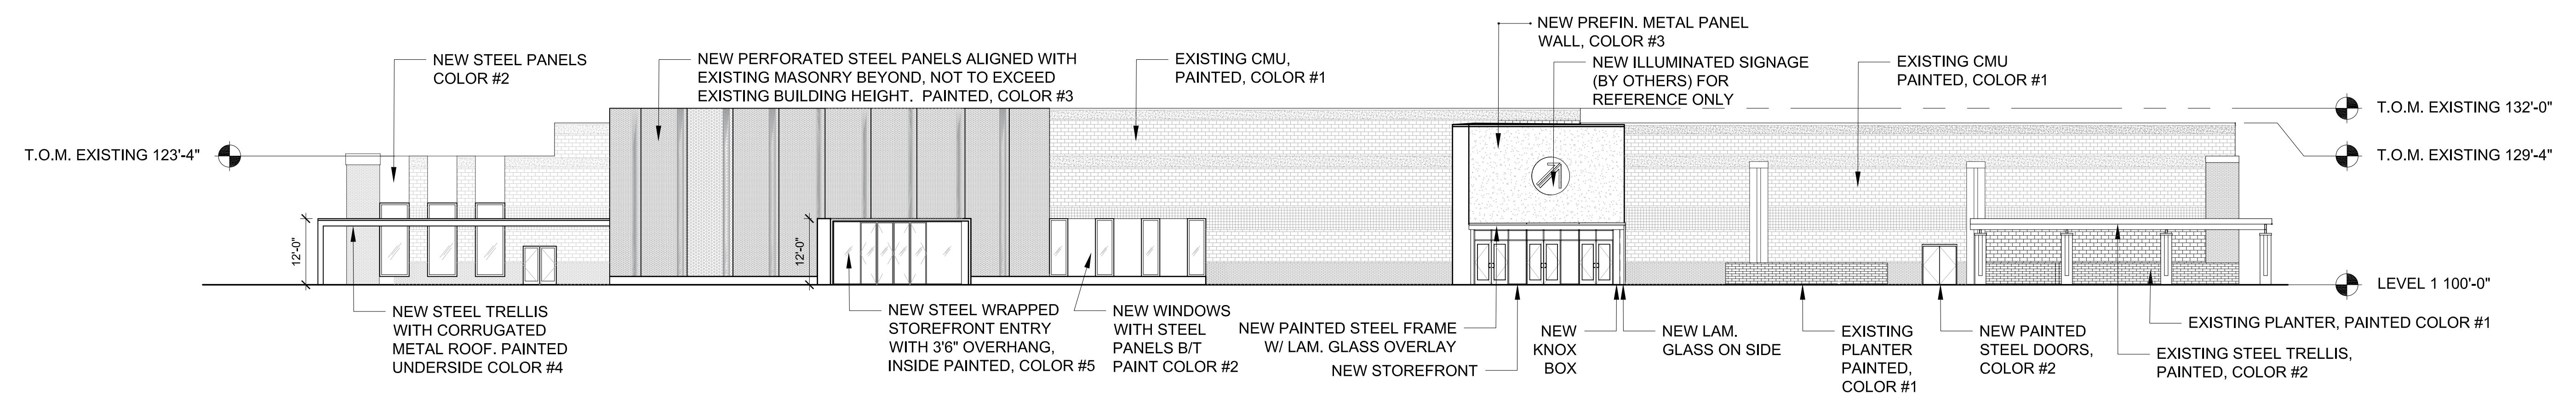 NEW STEEL PANELS
COLOR #2
NEW PERFORATED STEEL PANELS ALIGNED WITH
EXISTING MASONRY BEYOND, NOT TO EXCEED
EXISTING BUILDING HEIGHT. PAINTED, COLOR #3
EXISTING CMU,
PAINTED, COLOR #1
NEW PREFIN. METAL PANEL
WALL, COLOR #3
NEW ILLUMINATED SIGNAGE
(BY OTHERS) FOR
REFERENCE ONLY
EXISTING CMU
PAINTED, COLOR #1
T.O.M. EXISTING 132'-0"
T.O.M. EXISTING 123'-4"
T.O.M. EXISTING 129'-4"
12'-0"
12'-0"
LEVEL 1 100'-0"
NEW STEEL TRELLIS
WITH CORRUGATED
METAL ROOF. PAINTED
UNDERSIDE COLOR #4
NEW STEEL WRAPPED
STOREFRONT ENTRY
WITH 3'6" OVERHANG,
INSIDE PAINTED, COLOR #5
NEW WINDOWS
WITH STEEL
PANELS B/T
PAINT COLOR #2
NEW PAINTED STEEL FRAME
W/ LAM. GLASS OVERLAY
NEW STOREFRONT
NEW
KNOX
BOX
NEW LAM.
GLASS ON SIDE
EXISTING
PLANTER
PAINTED,
COLOR #1
NEW PAINTED
STEEL DOORS,
COLOR #2
EXISTING PLANTER, PAINTED COLOR #1
EXISTING STEEL TRELLIS,
PAINTED, COLOR #2